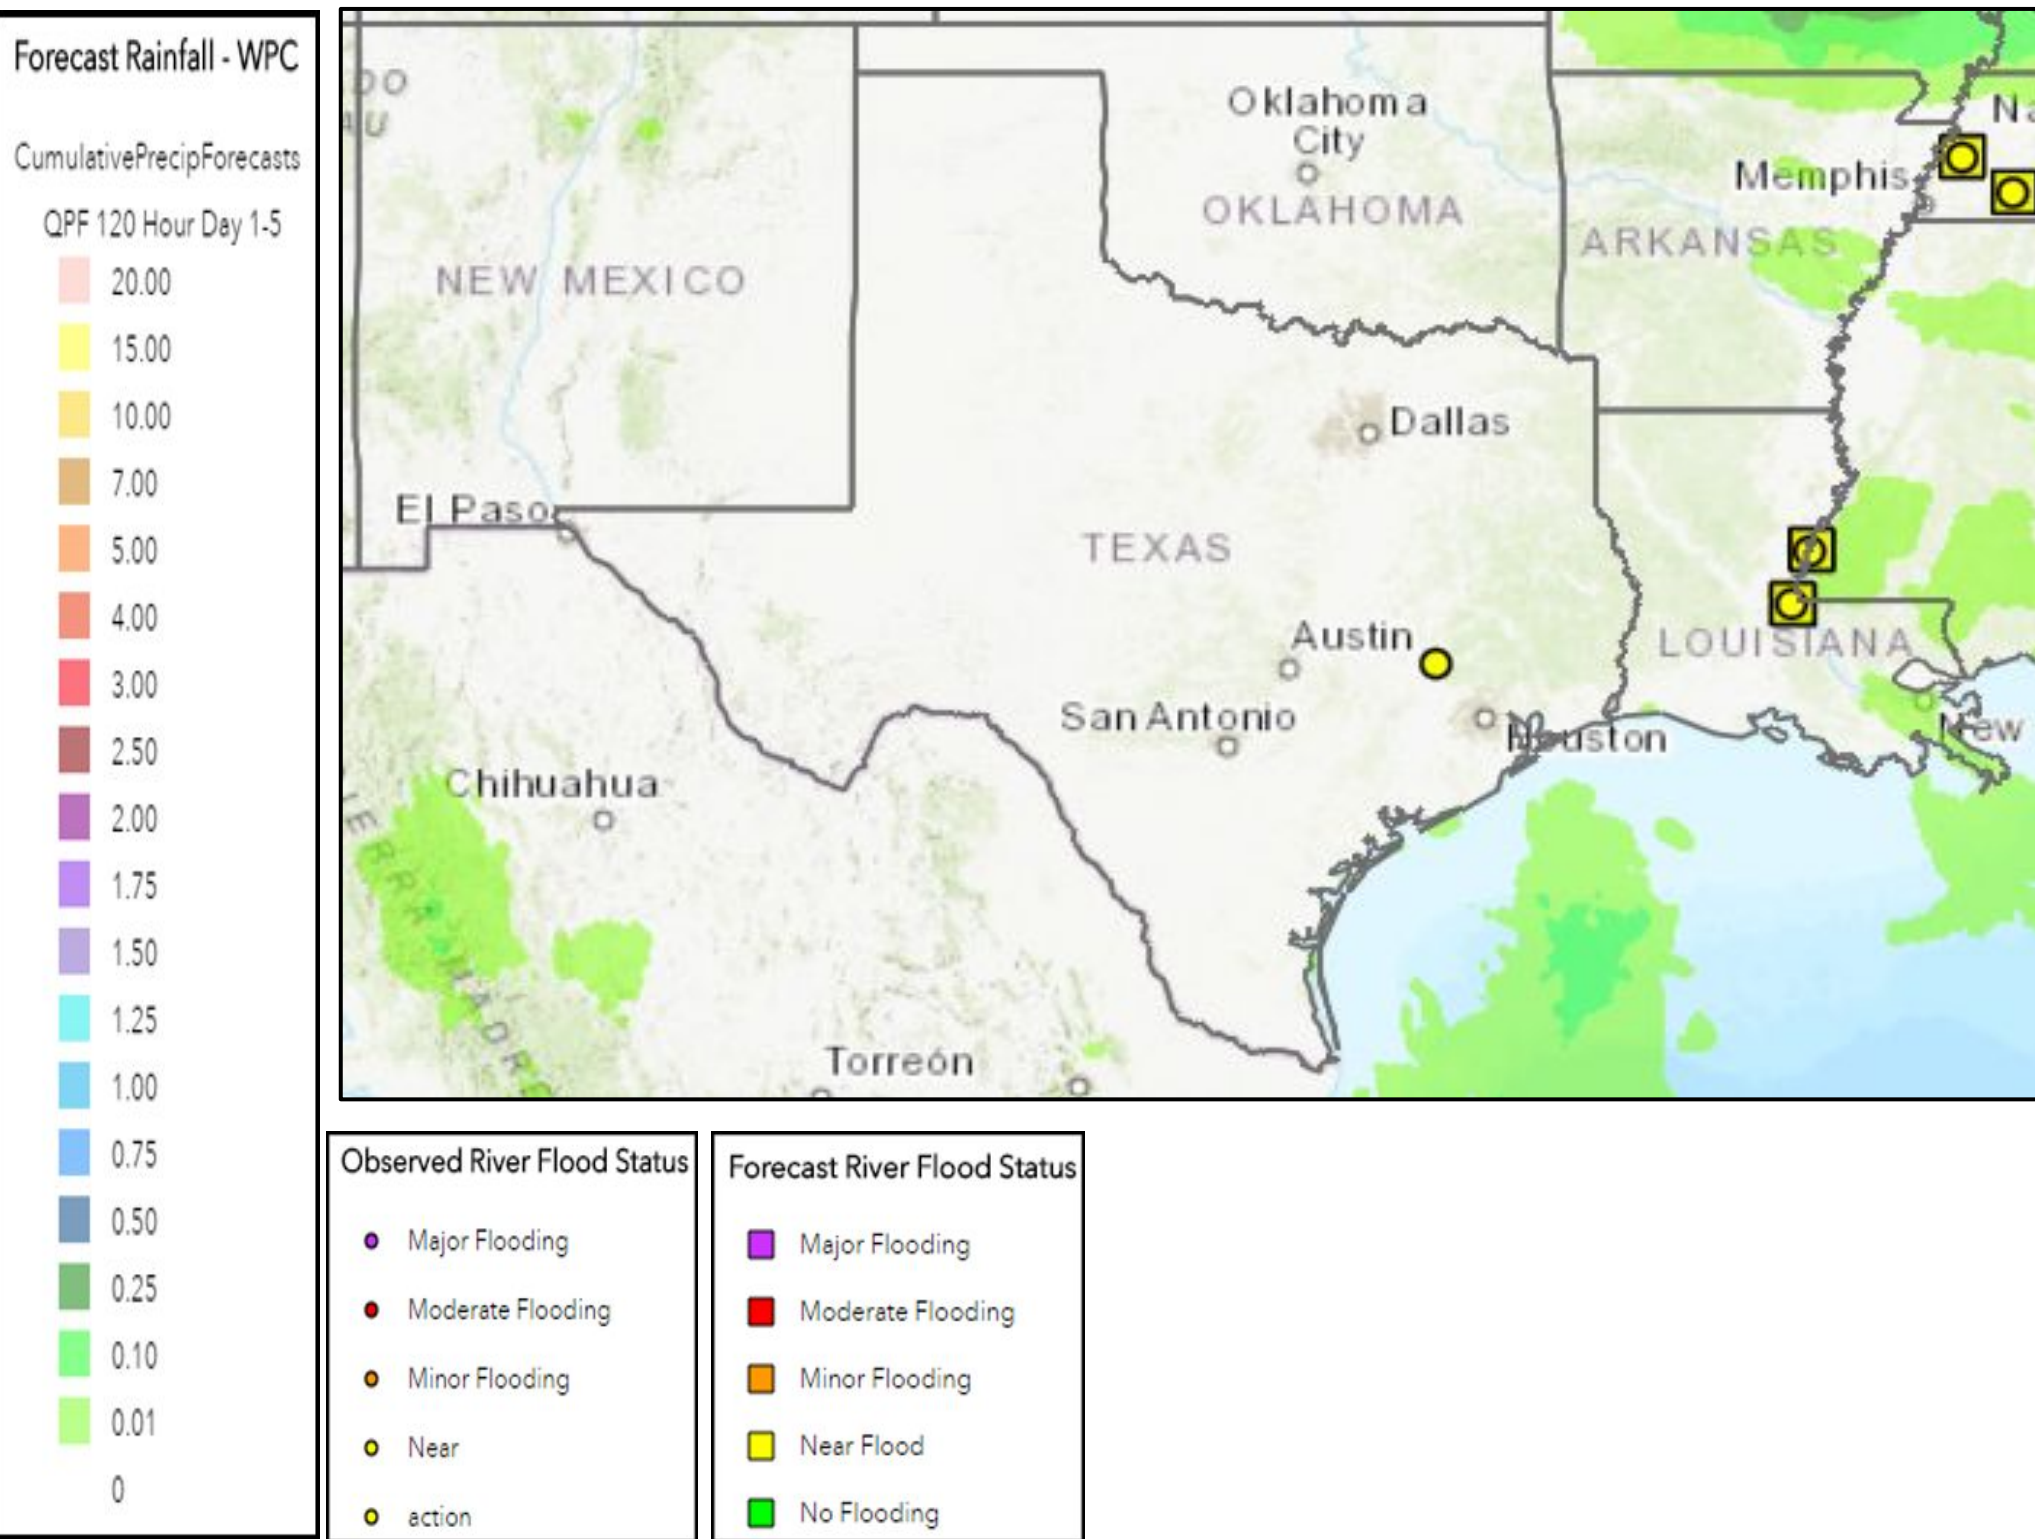 Forecast Rainfall - WPC
CumulativePrecipForecasts
QPF 120 Hour Day 1-5
20.00
15.00
10.00
7.00
5.00
4.00
3.00
2.50
2.00
1.75
1.50
1.25
1.00
0.75
0.50
0.25
0.10
0.01
0
Oklahoma
City
OKLAHOMA
Na
Memphis
ARKANSAS
NEW MEXICO
Dallas
El Paso
TEXAS
Austin
LOUISIANA
San Antonio
Houston
New
Chihuahua
Torreón
Observed River Flood Status
Major Flooding
Moderate Flooding
Minor Flooding
Near
action
Forecast River Flood Status
Major Flooding
Moderate Flooding
Minor Flooding
Near Flood
No Flooding